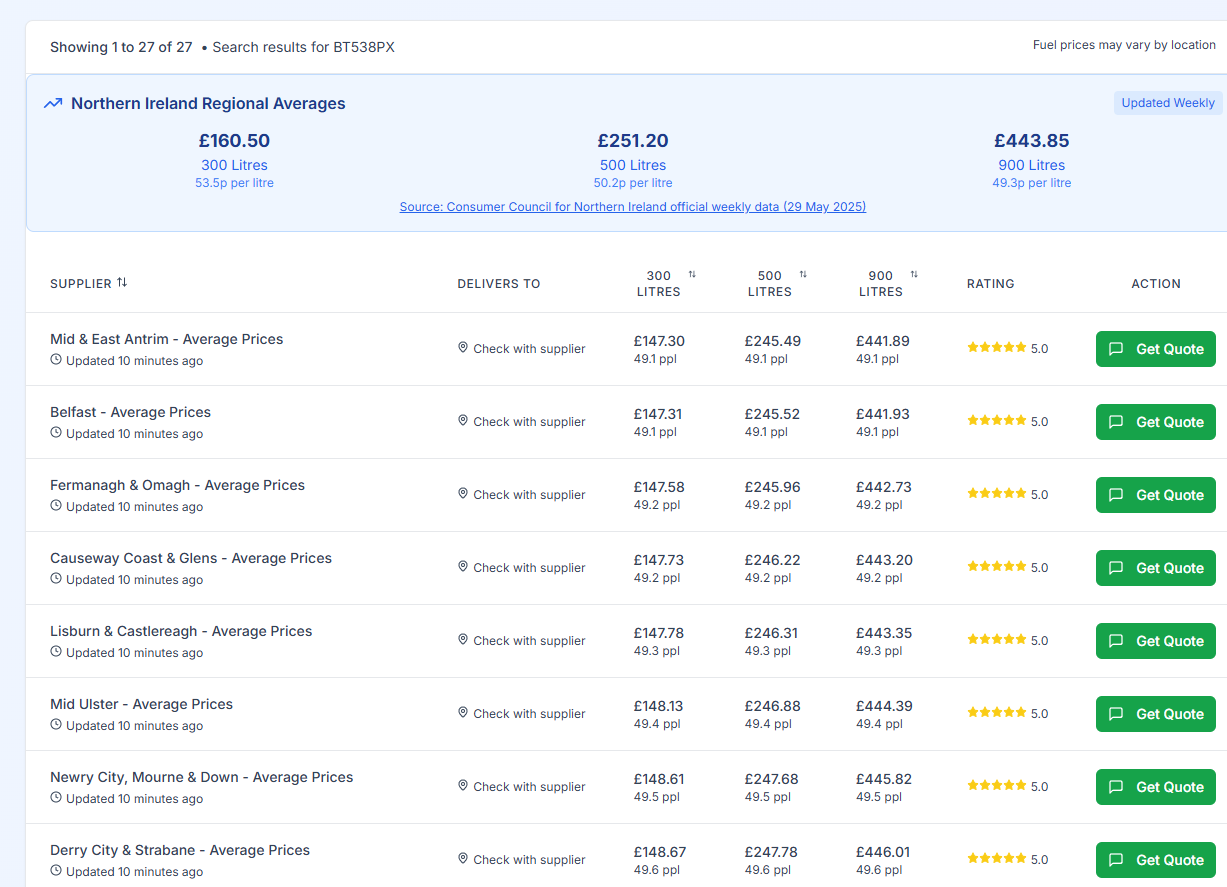 Showing 1 to 27 of 27 • Search results for BT538PX
Fuel prices may vary by location
Northern Ireland Regional Averages
Updated Weekly
£160.50 £251.20 £443.85
300 Litres 500 Litres 900 Litres
53.5p per litre 50.2p per litre 49.3p per litre
Source: Consumer Council for Northern Ireland official weekly data (29 May 2025)
SUPPLIER DELIVERS TO 300 LITRES 500 LITRES 900 LITRES RATING ACTION
Mid & East Antrim - Average Prices
Updated 10 minutes ago
Check with supplier
£147.30 £245.49 £441.89
49.1 ppl 49.1 ppl 49.1 ppl
5.0
Get Quote
Belfast - Average Prices
Updated 10 minutes ago
Check with supplier
£147.31 £245.52 £441.93
49.1 ppl 49.1 ppl 49.1 ppl
5.0
Get Quote
Fermanagh & Omagh - Average Prices
Updated 10 minutes ago
Check with supplier
£147.58 £245.96 £442.73
49.2 ppl 49.2 ppl 49.2 ppl
5.0
Get Quote
Causeway Coast & Glens - Average Prices
Updated 10 minutes ago
Check with supplier
£147.73 £246.22 £443.20
49.2 ppl 49.2 ppl 49.2 ppl
5.0
Get Quote
Lisburn & Castlereagh - Average Prices
Updated 10 minutes ago
Check with supplier
£147.78 £246.31 £443.35
49.3 ppl 49.3 ppl 49.3 ppl
5.0
Get Quote
Mid Ulster - Average Prices
Updated 10 minutes ago
Check with supplier
£148.13 £246.88 £444.39
49.4 ppl 49.4 ppl 49.4 ppl
5.0
Get Quote
Newry City, Mourne & Down - Average Prices
Updated 10 minutes ago
Check with supplier
£148.61 £247.68 £445.82
49.5 ppl 49.5 ppl 49.5 ppl
5.0
Get Quote
Derry City & Strabane - Average Prices
Updated 10 minutes ago
Check with supplier
£148.67 £247.78 £446.01
49.6 ppl 49.6 ppl 49.6 ppl
5.0
Get Quote